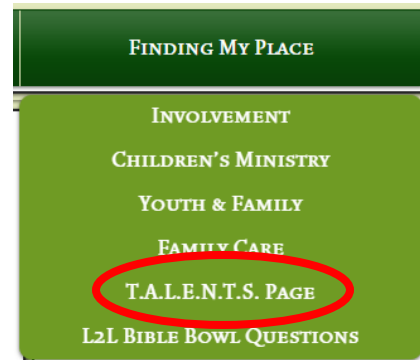 Finding My Place
Involvement
Children's Ministry
Youth & Family
Family Care
T.A.L.E.N.T.S. Page
L2L Bible Bowl Questions